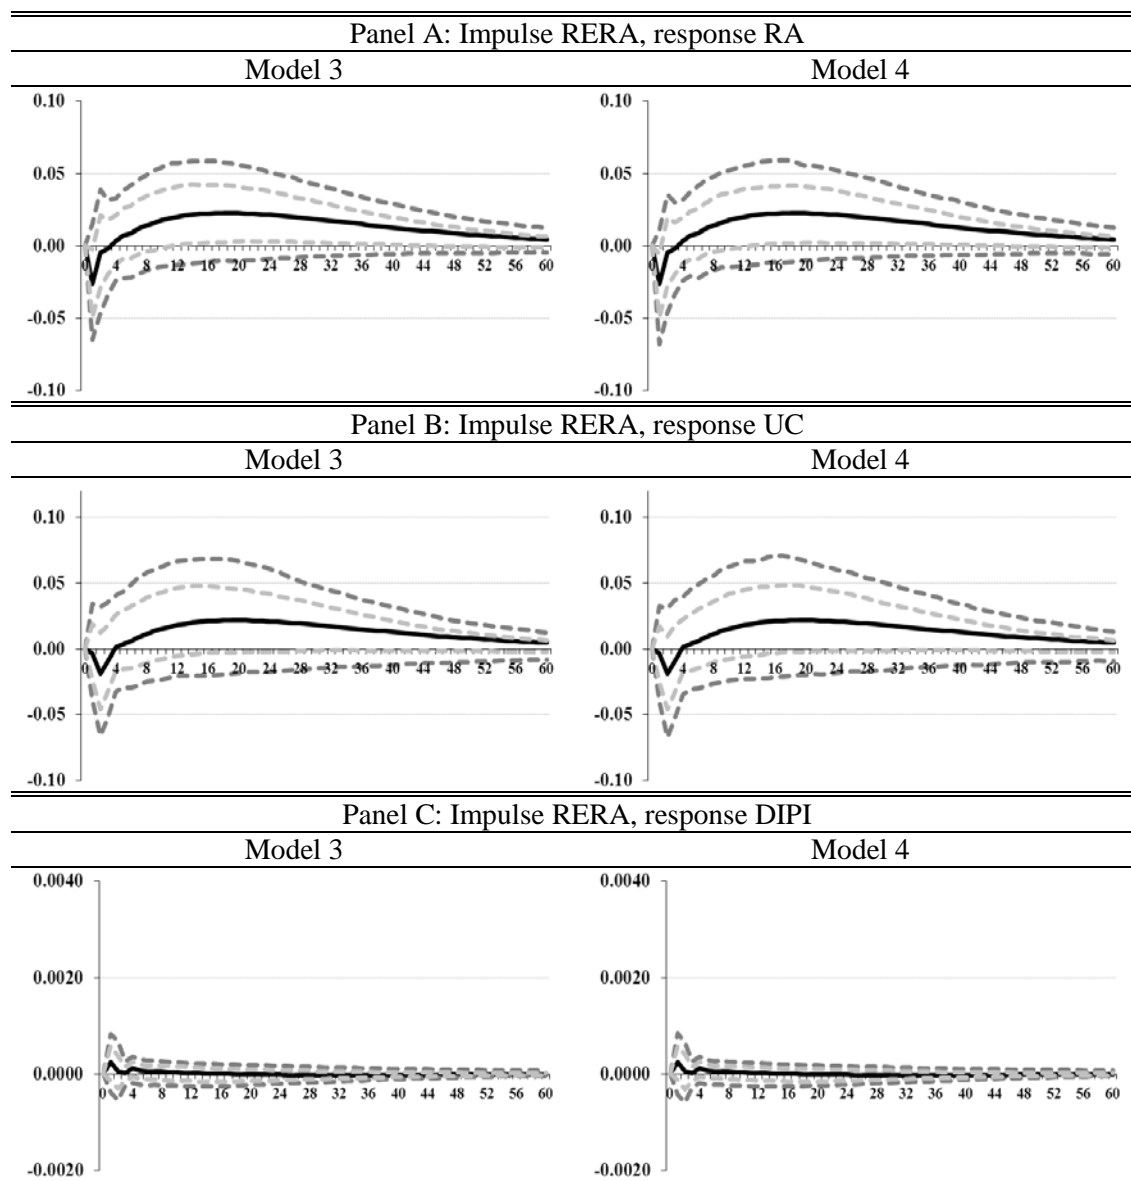 Panel A: Impulse RERA, response RA
Model 3 Model 4
0.10 0.10
0.05 0.05
0.00 0.00
0 4 8 12 16 20 24 28 32 36 40 44 48 52 56 60 0 4 8 12 16 20 24 28 32 36 40 44 48 52 56 60
-0.05 -0.05
-0.10 -0.10
Panel B: Impulse RERA, response UC
Model 3 Model 4
0.10 0.10
0.05 0.05
0.00 0.00
0 4 8 12 16 20 24 28 32 36 40 44 48 52 56 60 0 4 8 12 16 20 24 28 32 36 40 44 48 52 56 60
-0.05 -0.05
-0.10 -0.10
Panel C: Impulse RERA, response DIPI
Model 3 Model 4
0.0040 0.0040
0.0020 0.0020
0.0000 0.0000
0 4 8 12 16 20 24 28 32 36 40 44 48 52 56 60 0 4 8 12 16 20 24 28 32 36 40 44 48 52 56 60
-0.0020 -0.0020